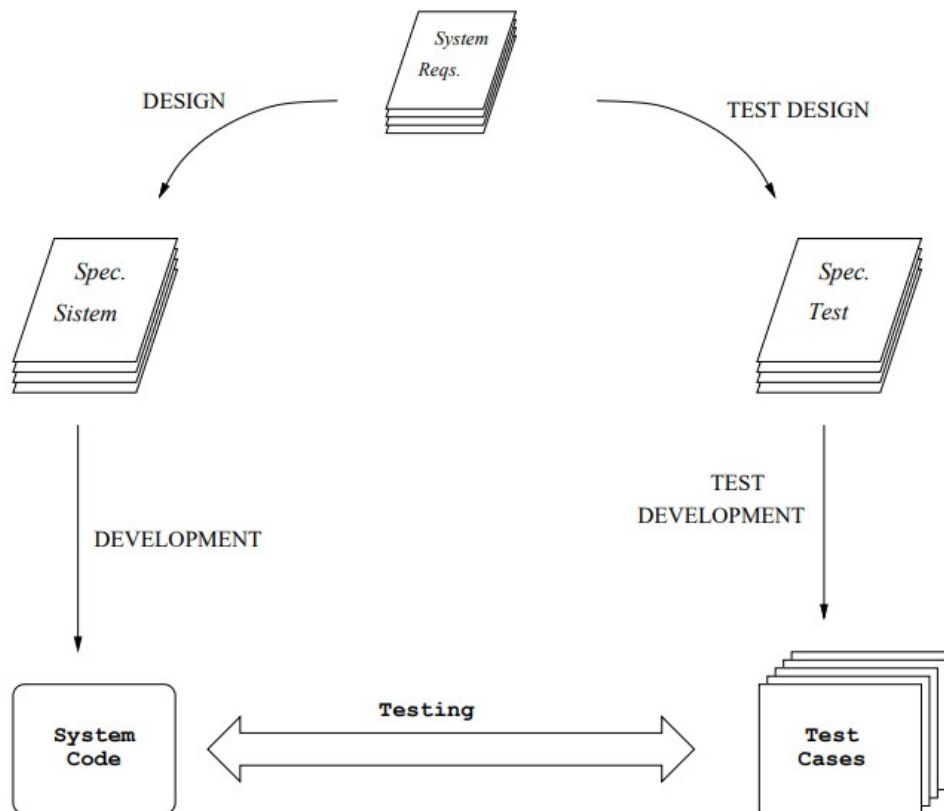 System
Reqs.
DESIGN
TEST DESIGN
Spec.
Sistem
Spec.
Test
DEVELOPMENT
TEST
DEVELOPMENT
Testing
System
Code
Test
Cases